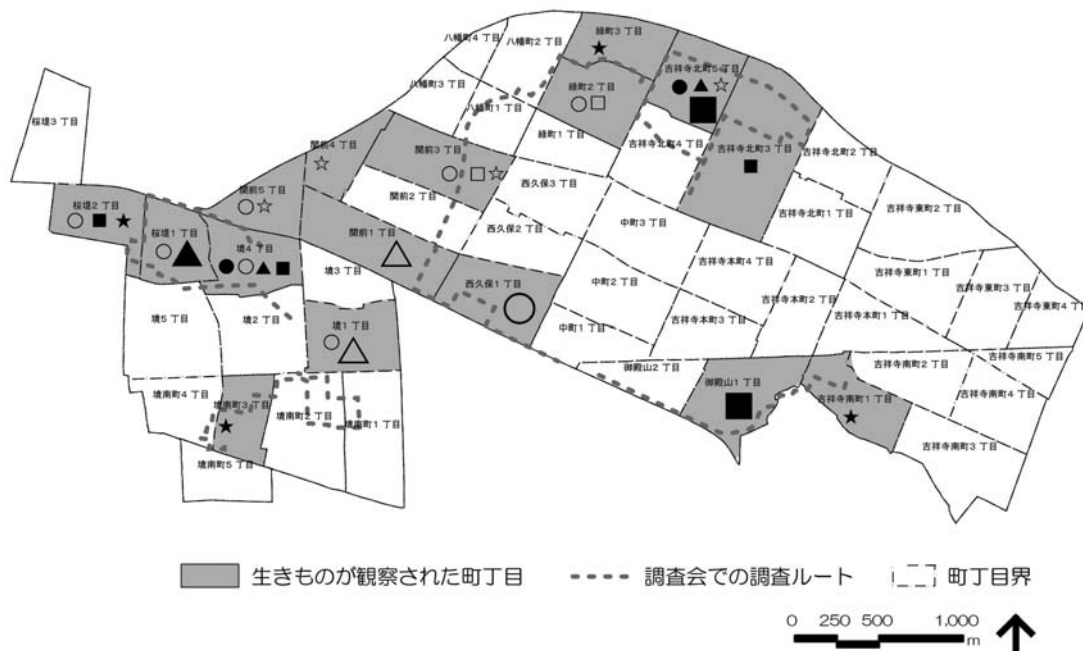 八幡町4 丁目
八幡町2 丁目
緑町3 丁目
八幡町3 丁目
緑町2 丁目
吉祥寺北町5 丁目
桜堤3 丁目
八幡町1 丁目
緑町1 丁目
関前4 丁目
関前3 丁目
吉祥寺北町4 丁目
吉祥寺北町3 丁目
吉祥寺北町2 丁目
西久保3 丁目
関前5 丁目
関前2 丁目
桜堤2 丁目
中町3 丁目
吉祥寺北町1 丁目
吉祥寺東町2 丁目
桜堤1 丁目
関前1 丁目
西久保2 丁目
境4 丁目
吉祥寺本町4 丁目
境3 丁目
吉祥寺東町1 丁目
西久保1 丁目
中町2 丁目
吉祥寺東町3 丁目
吉祥寺本町2 丁目
吉祥寺東町4 丁目
境5 丁目
境2 丁目
中町1 丁目
吉祥寺本町3 丁目
吉祥寺本町1 丁目
境1 丁目
吉祥寺南町5 丁目
御殿山2 丁目
御殿山1 丁目
吉祥寺南町2 丁目
吉祥寺南町4 丁目
境南町4 丁目
境南町3 丁目
境南町2 丁目
境南町1 丁目
吉祥寺南町1 丁目
吉祥寺南町3 丁目
境南町5 丁目
生きものが観察された町丁目
調査会での調査ルート
町丁目界
0 250 500 1,000
m